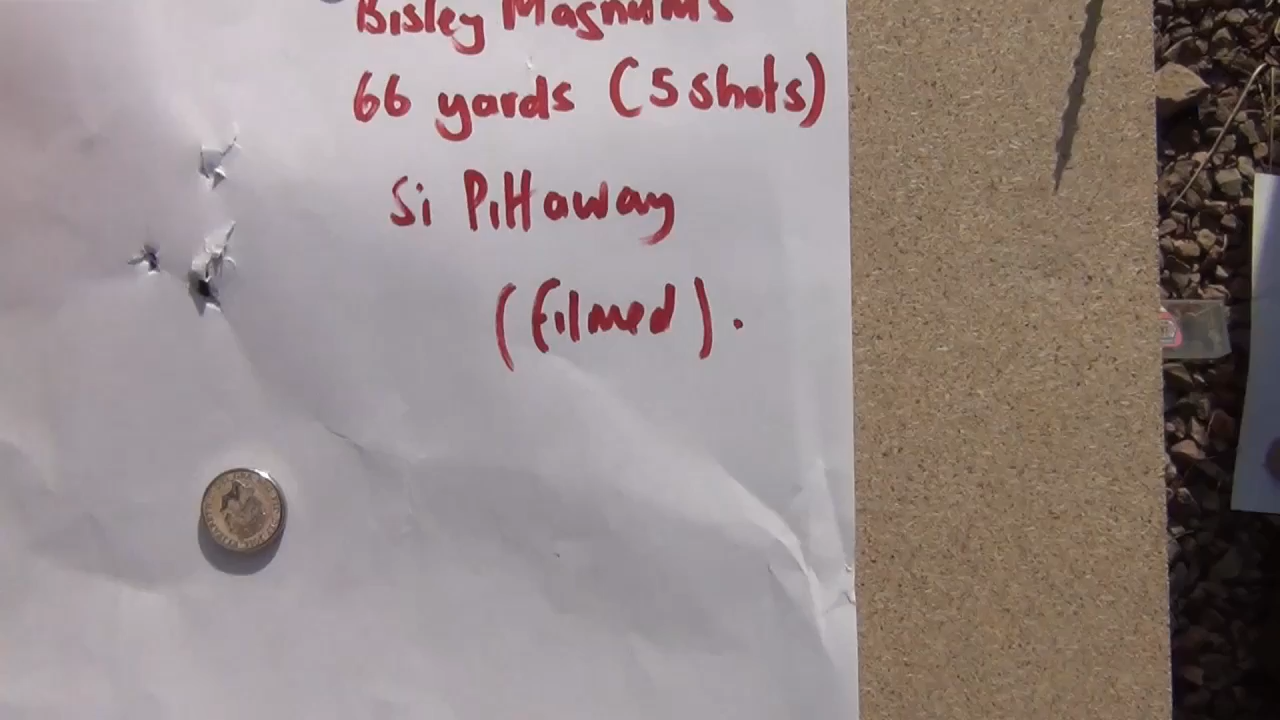 Bisley Magnums
66 yards (5 shots)
Si Pittaway
(filmed).